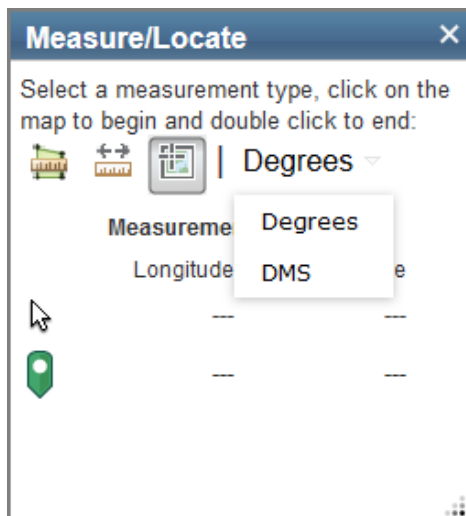 Measure/Locate
Select a measurement type, click on the
map to begin and double click to end:
| Degrees
Degrees
Measureme
DMS
Longitude e
--- ---
--- ---